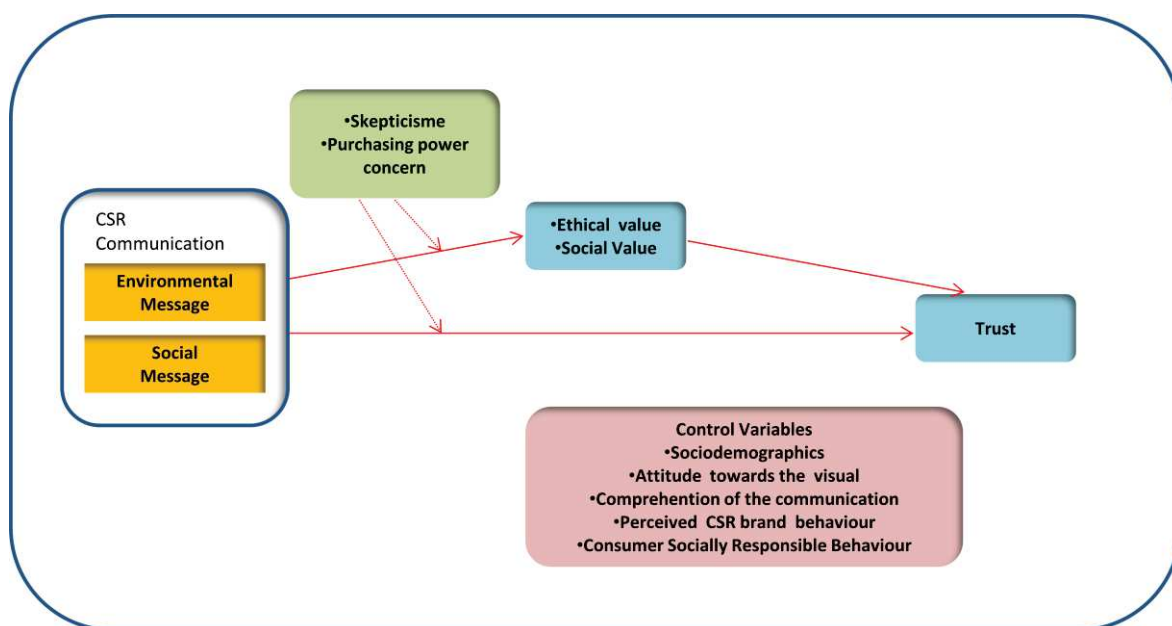 •Skepticisme
•Purchasing power
concern
CSR
Communication
Environmental
Message
Social
Message
•Ethical value
•Social Value
Trust
Control Variables
•Sociodemographics
•Attitude towards the visual
•Comprehention of the communication
•Perceived CSR brand behaviour
•Consumer Socially Responsible Behaviour